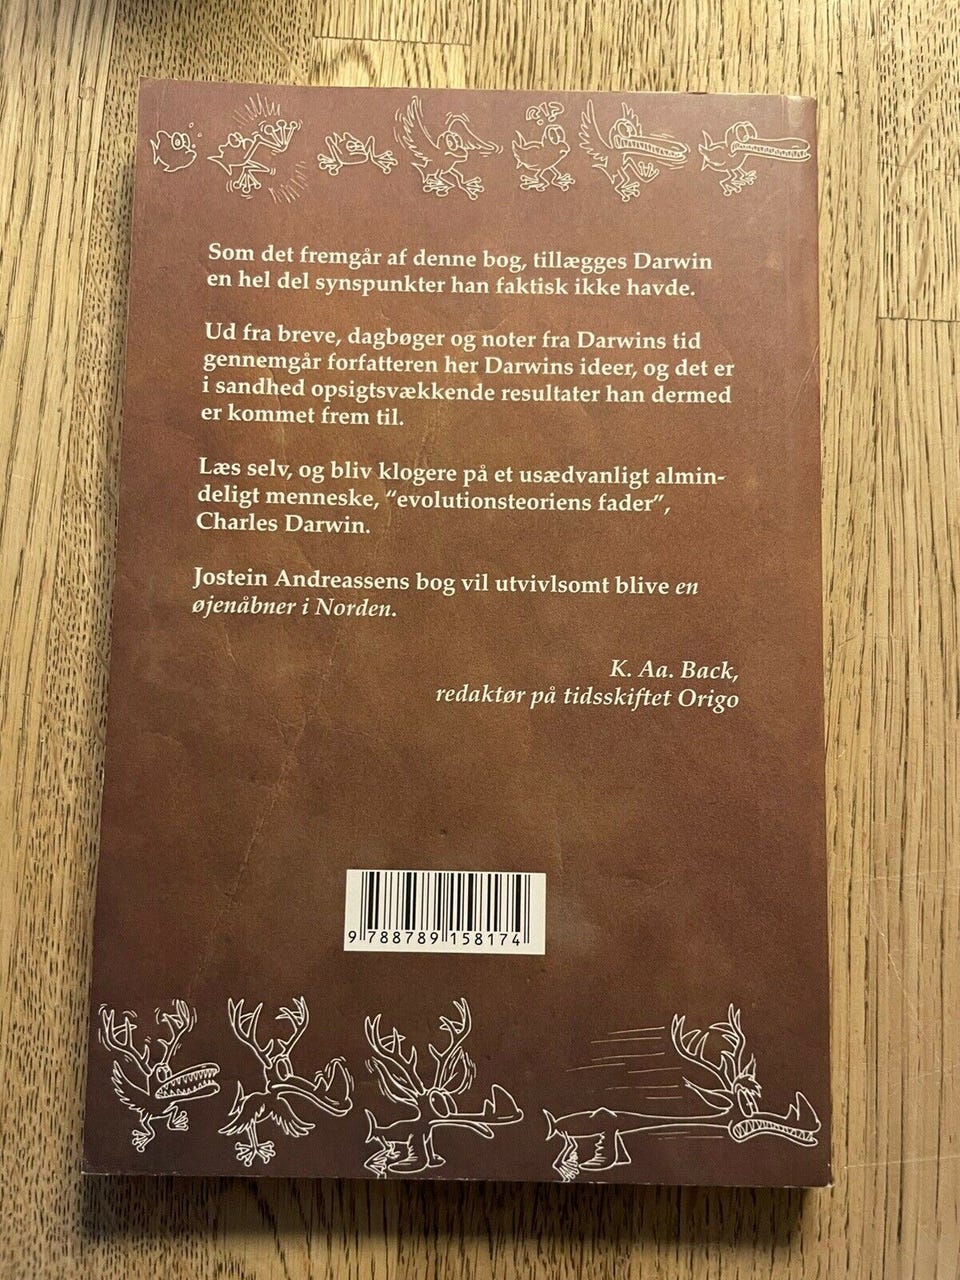 ?!?
Som det fremgår af denne bog, tillægges Darwin
en hel del synspunkter han faktisk ikke havde.
Ud fra breve, dagbøger og noter fra Darwins tid
gennemgår forfatteren her Darwins ideer, og det er
i sandhed opsigtsvækkende resultater han dermed
er kommet frem til.
Læs selv, og bliv klogere på et usædvanligt almin-
deligt menneske, “evolutionsteoriens fader”,
Charles Darwin.
Jostein Andreassens bog vil utvivlsomt blive en
øjenåbner i Norden.
K. Aa. Back,
redaktør på tidsskiftet Origo
9 788789 158174